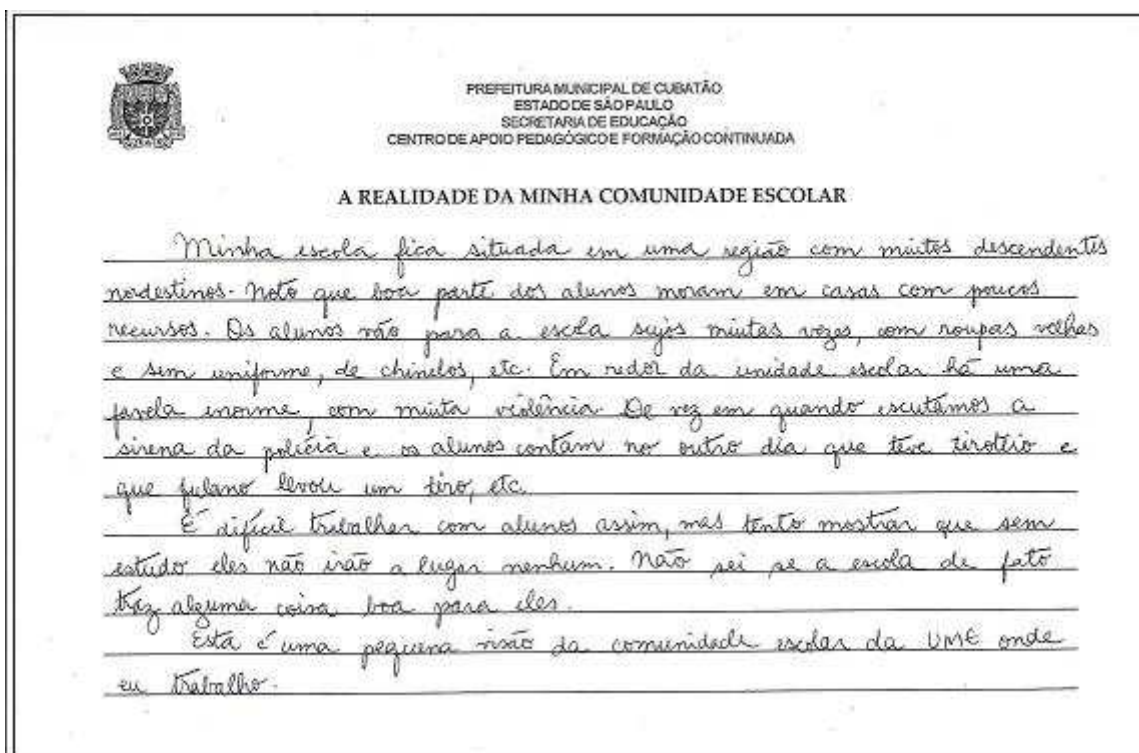 PREFEITURA MUNICIPAL DE CUBATÃO
ESTADO DE SÃO PAULO
SECRETARIA DE EDUCAÇÃO
CENTRO DE APOIO PEDAGÓGICO E FORMAÇÃO CONTINUADA
A REALIDADE DA MINHA COMUNIDADE ESCOLAR
Minha escola fica situada em uma região com muitos descendentes
nordestinos. Noto que boa parte dos alunos moram em casas com poucos
recursos. Os alunos vão para a escola sujos muitas vezes, com roupas velhas
e sem uniforme, de chinelos, etc. Em redor da unidade escolar há uma
favela enorme, com muita violência. De vez em quando escutamos a
sirena da polícia e os alunos contam no outro dia que teve tiroteio e
que fulano levou um tiro, etc.
É difícil trabalhar com alunos assim, mas tento mostrar que sem
estudo eles não irão a lugar nenhum. Não sei se a escola de fato
traz alguma coisa boa para eles.
Esta é uma pequena visão da comunidade escolar da UME onde
eu trabalho.